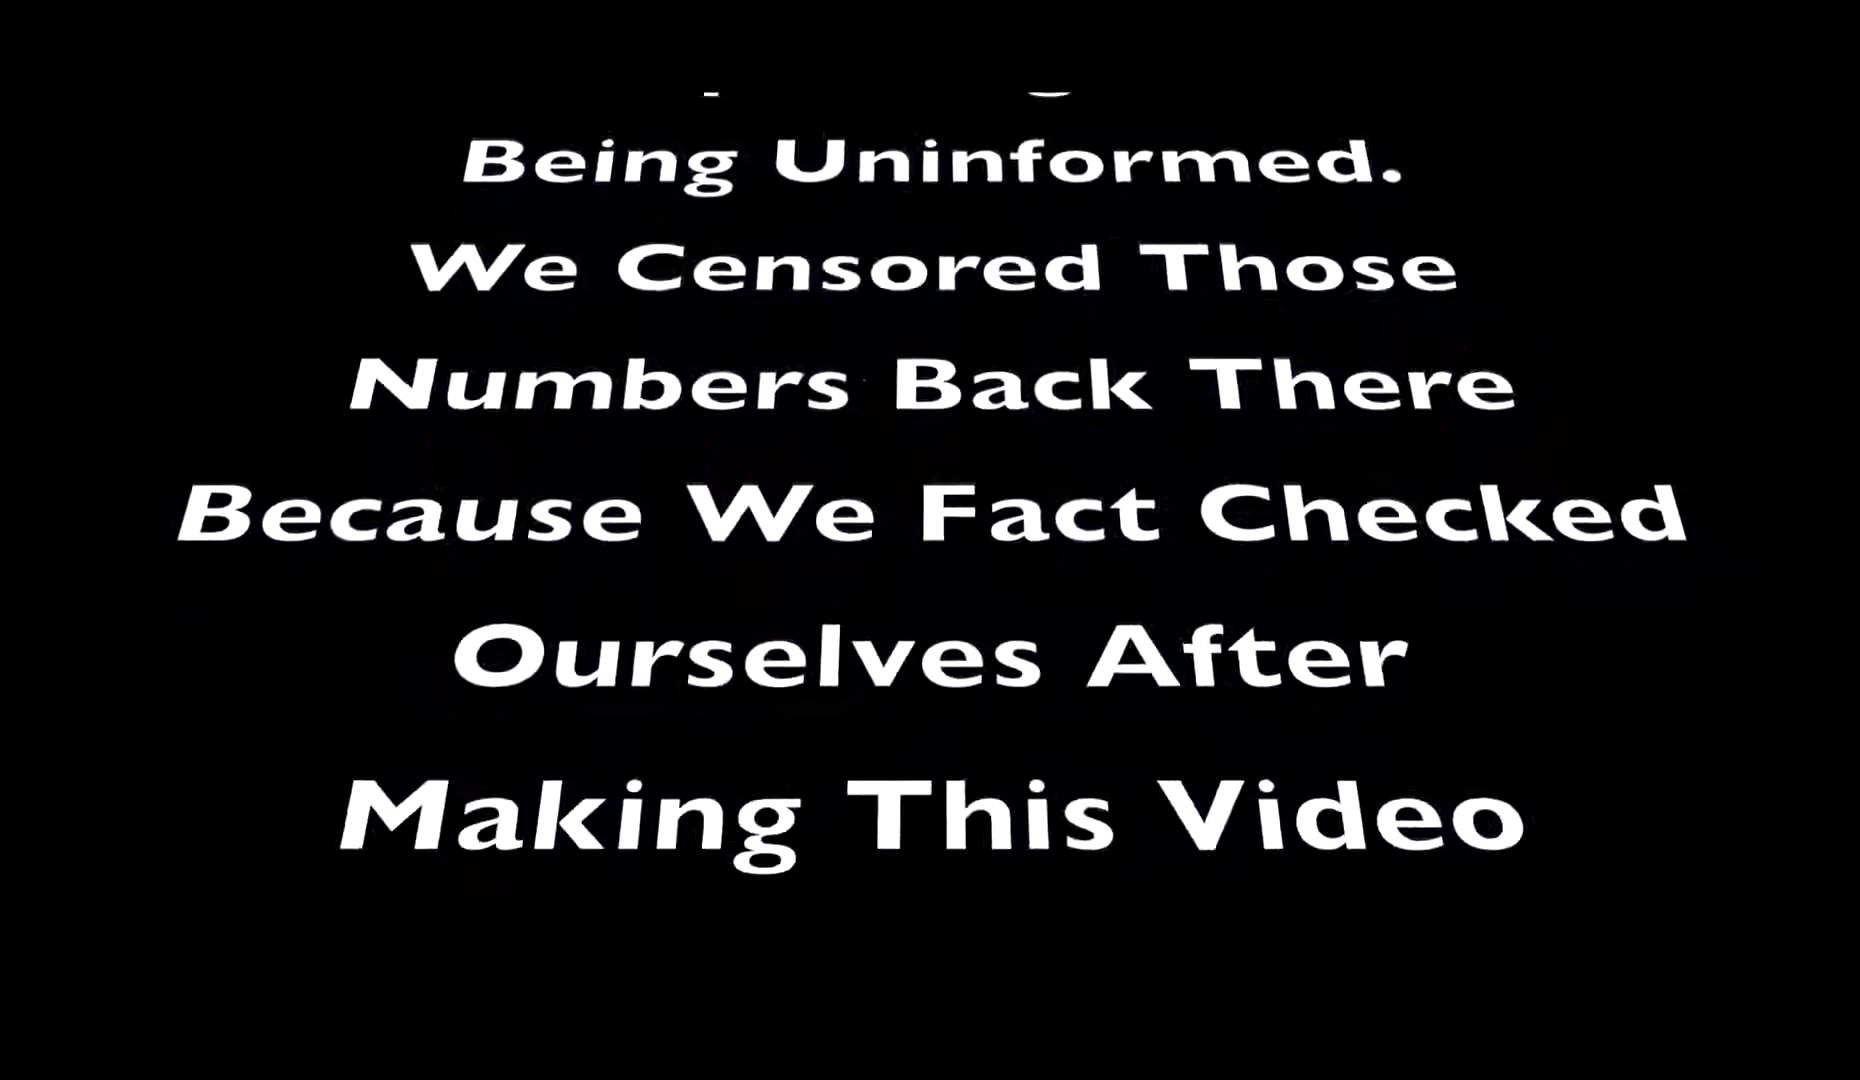 Being Uninformed.
We Censored Those
Numbers Back There
Because We Fact Checked
Ourselves After
Making This Video